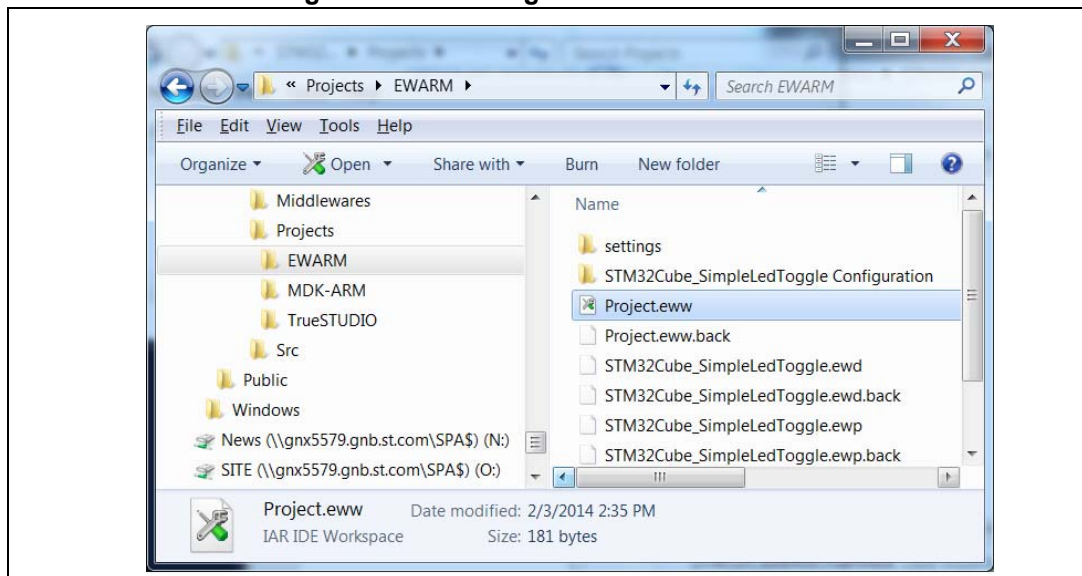 « Projects ▸ EWARM ▸ Search EWARM
File Edit View Tools Help
Organize Open Share with Burn New folder
Middlewares
Projects
EWARM
MDK-ARM
TrueSTUDIO
Src
Public
Windows
News (\\gnx5579.gnb.st.com\SPA$) (N:)
SITE (\\gnx5579.gnb.st.com\SPA$) (O:)
Name
settings
STM32Cube_SimpleLedToggle Configuration
Project.eww
Project.eww.back
STM32Cube_SimpleLedToggle.ewd
STM32Cube_SimpleLedToggle.ewd.back
STM32Cube_SimpleLedToggle.ewp
STM32Cube_SimpleLedToggle.ewp.back
Project.eww Date modified: 2/3/2014 2:35 PM
IAR IDE Workspace Size: 181 bytes